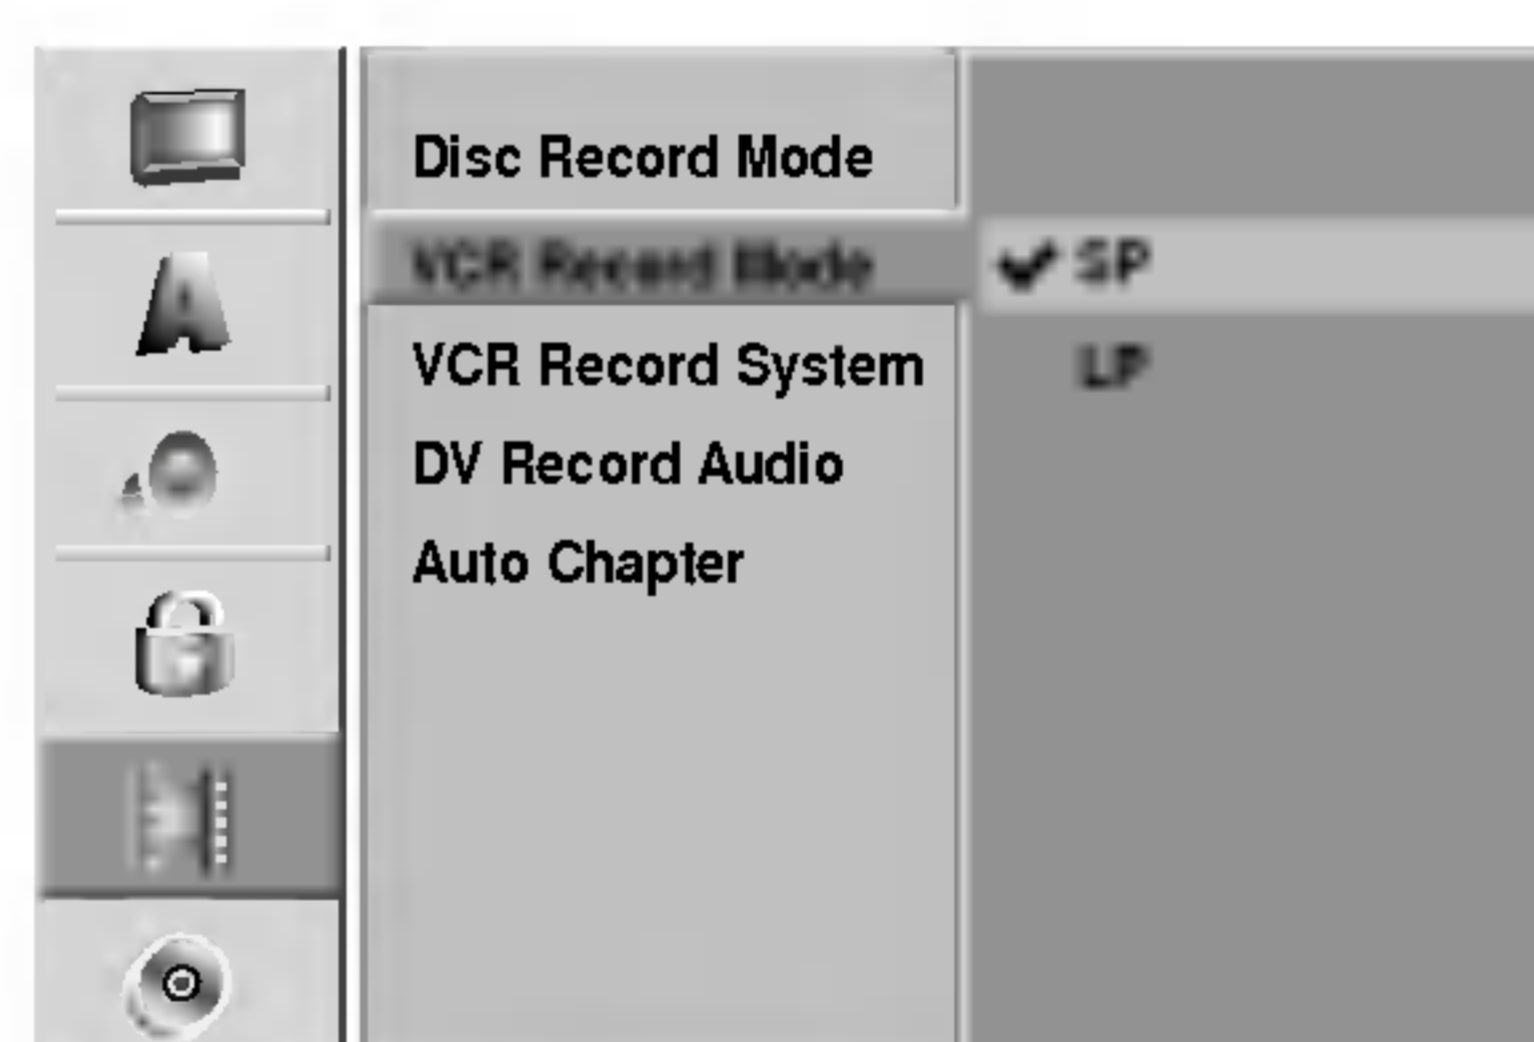 Disc Record Mode
VCR Record Mode
SP
VCR Record System
LP
DV Record Audio
Auto Chapter